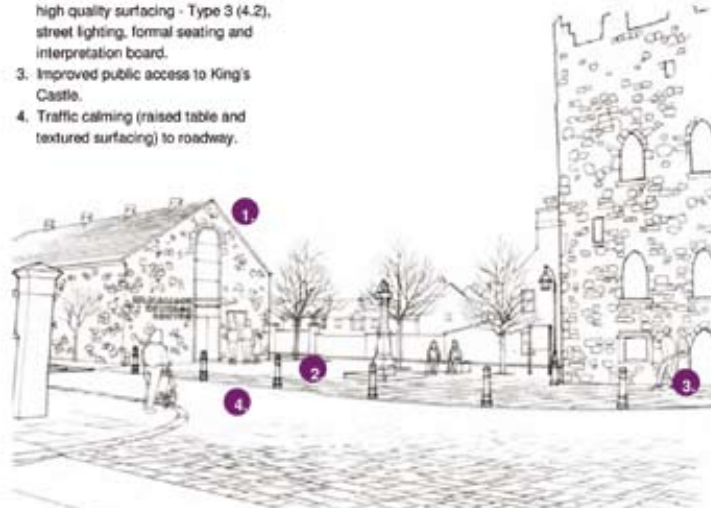 high quality surfacing - Type 3 (4.2),
street lighting, formal seating and
interpretation board.
3. Improved public access to King's
Castle.
4. Traffic calming (raised table and
textured surfacing) to roadway.
1.
2
4.
3.